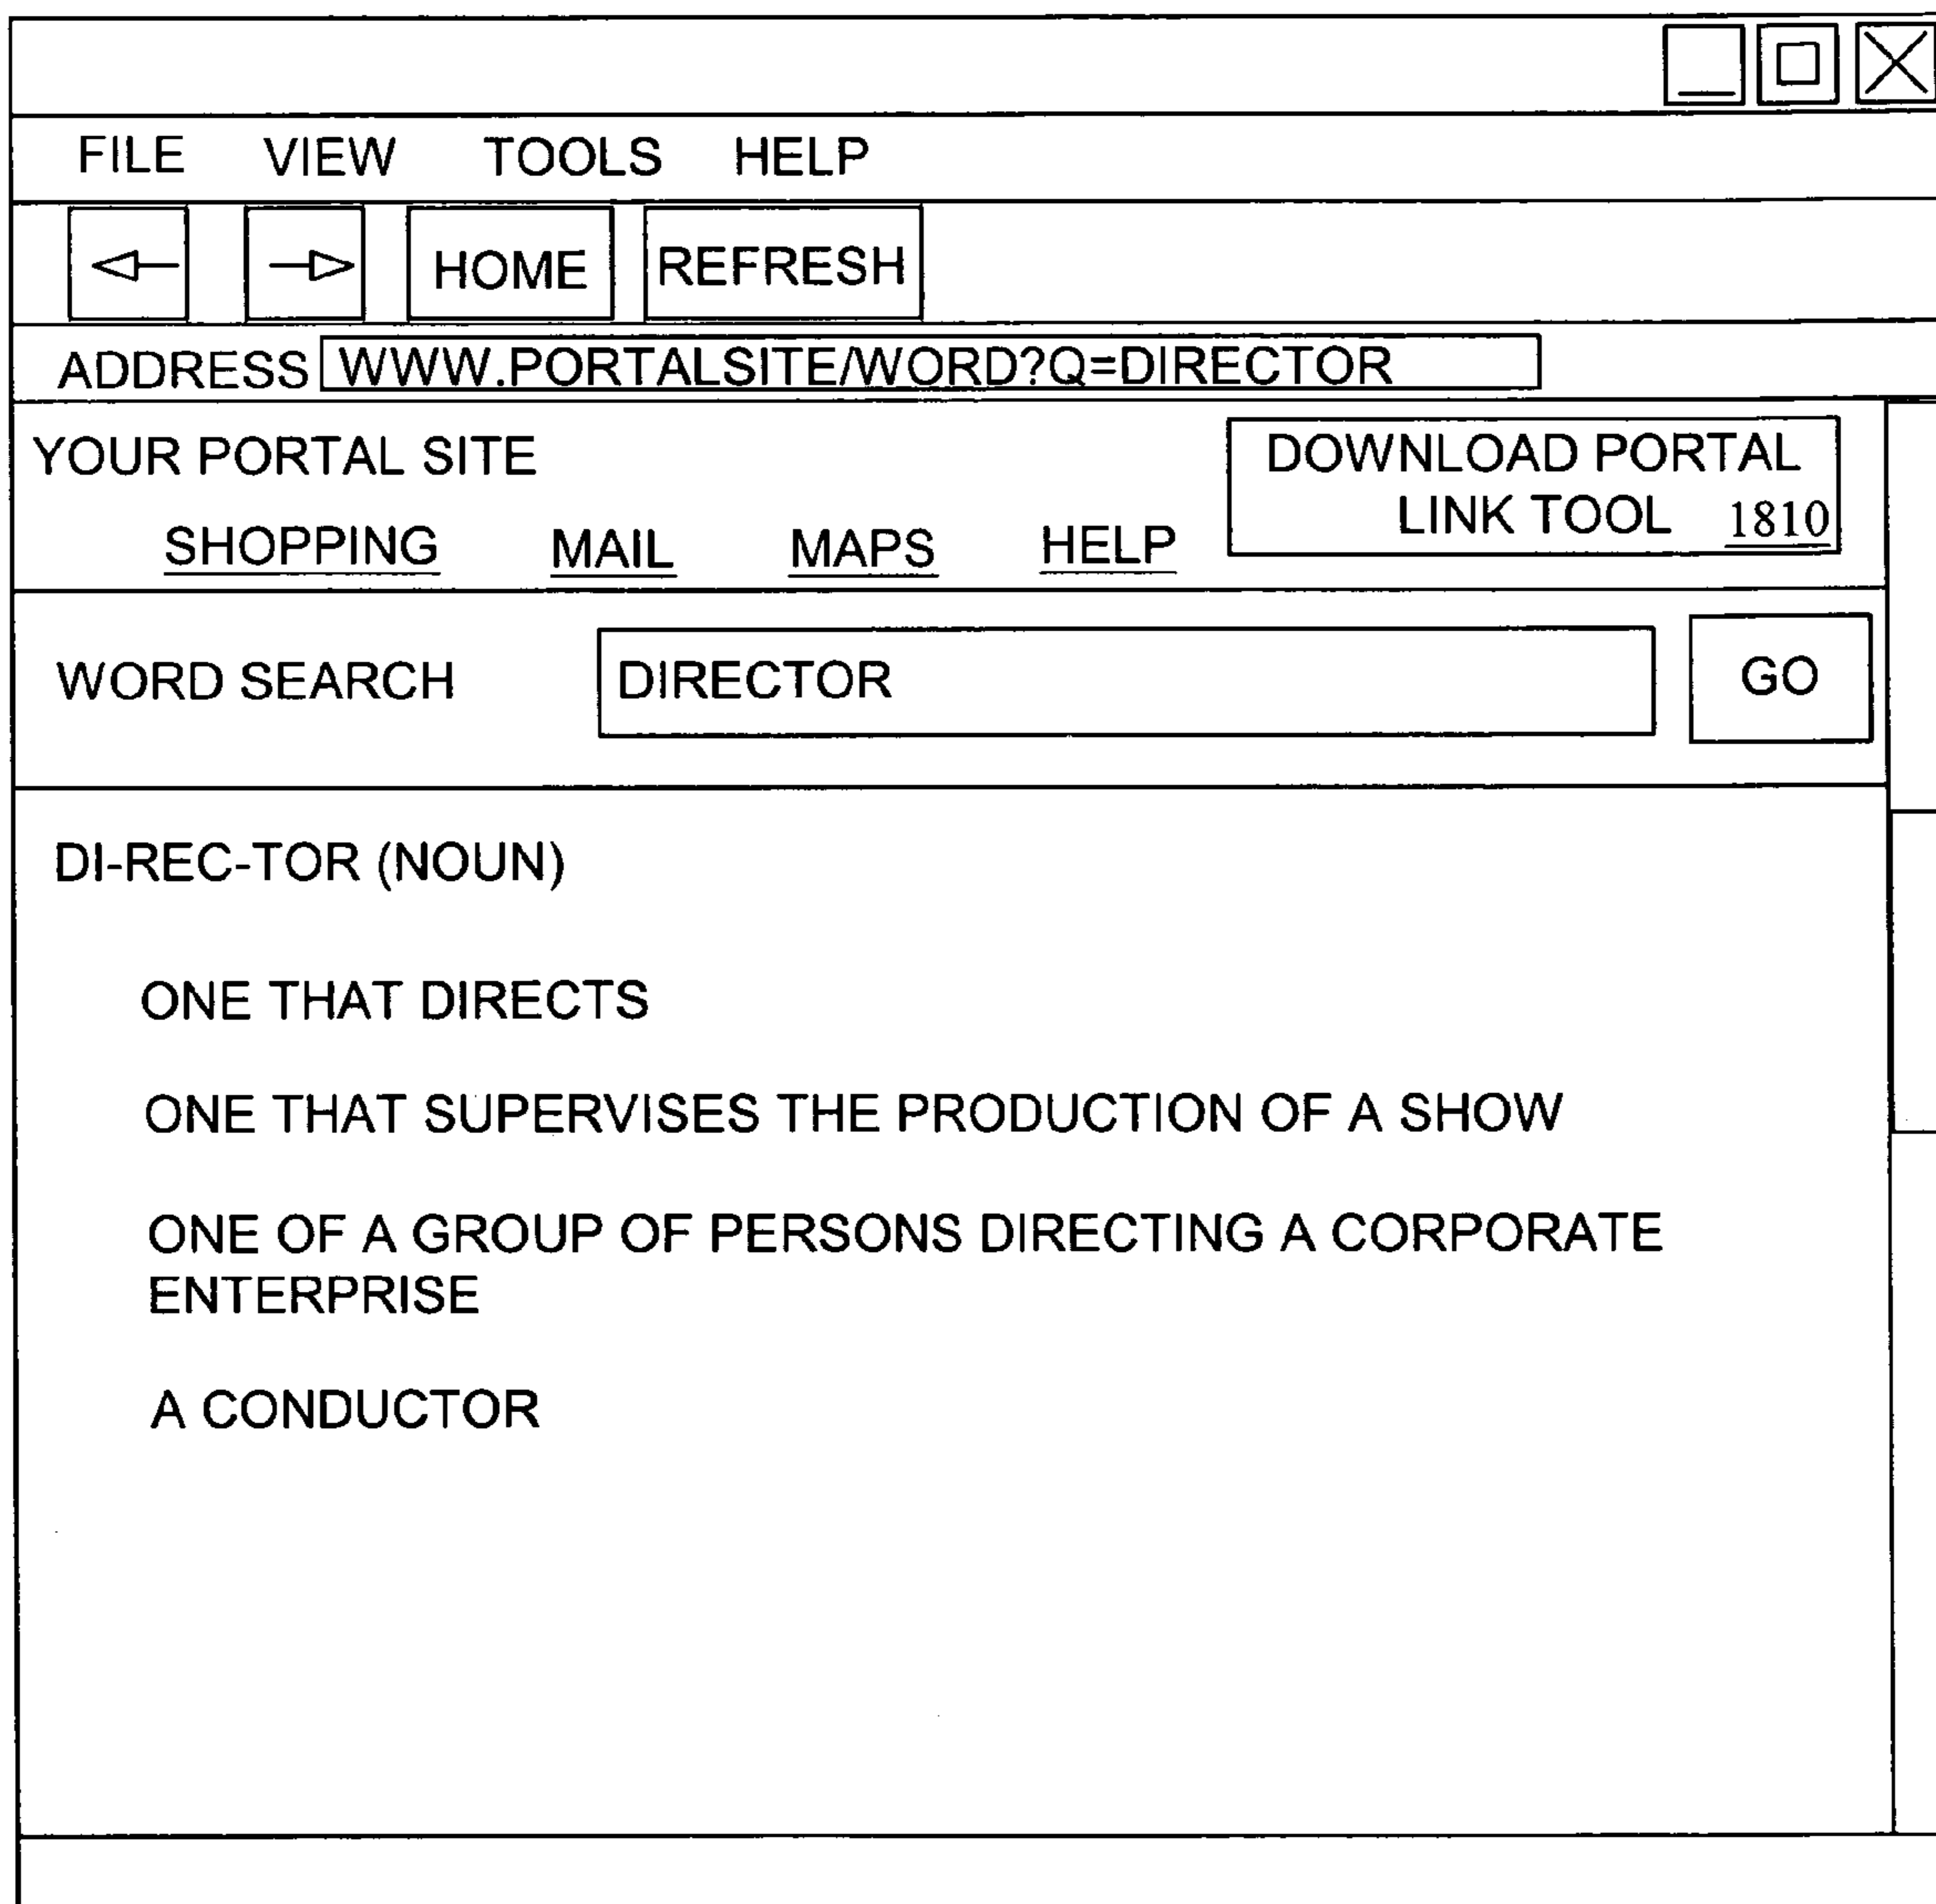 FILE VIEW TOOLS HELP
HOME REFRESH
ADDRESS WWW.PORTALSITE/WORD?Q=DIRECTOR
YOUR PORTAL SITE
DOWNLOAD PORTAL
LINK TOOL 1810
SHOPPING MAIL MAPS HELP
WORD SEARCH DIRECTOR GO
DI-REC-TOR (NOUN)
ONE THAT DIRECTS
ONE THAT SUPERVISES THE PRODUCTION OF A SHOW
ONE OF A GROUP OF PERSONS DIRECTING A CORPORATE
ENTERPRISE
A CONDUCTOR